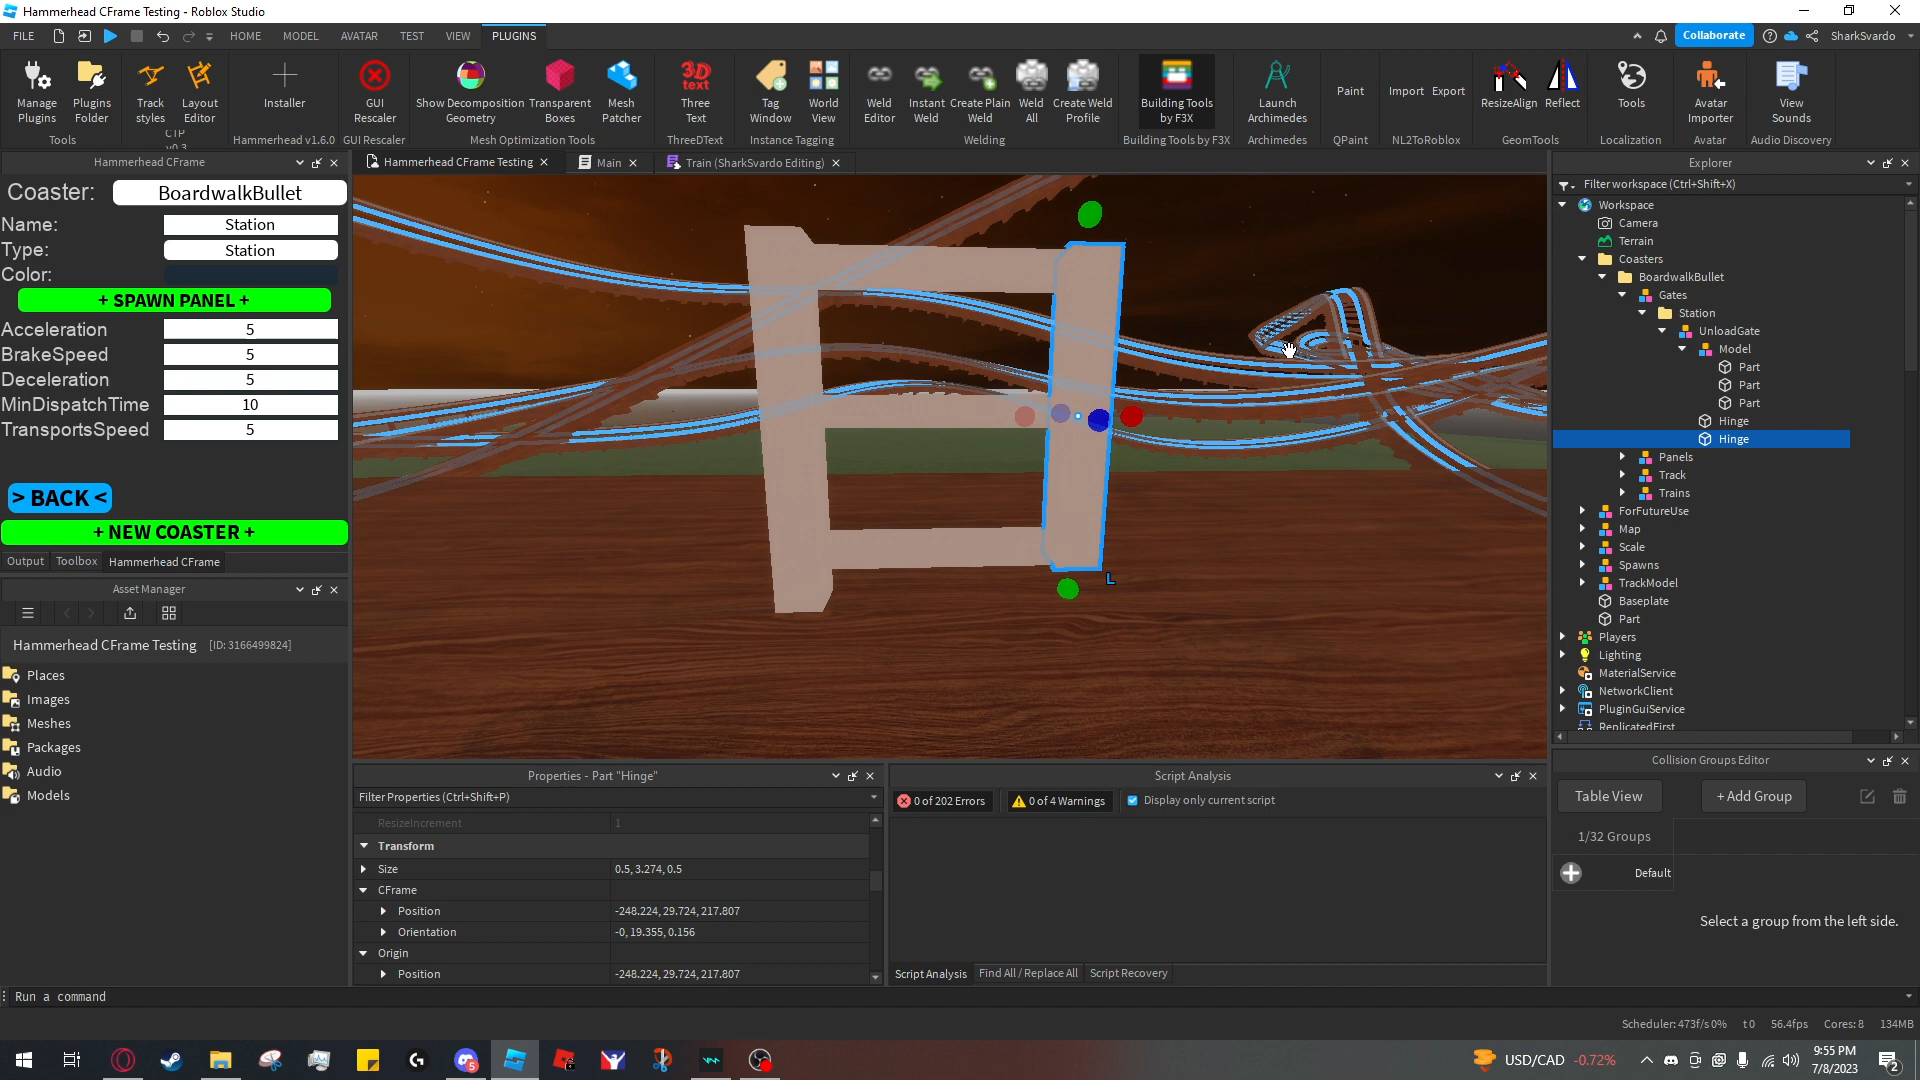 Hammerhead CFrame Testing - Roblox Studio
FILE HOME MODEL AVATAR TEST VIEW PLUGINS Collaborate SharkSvardo
Manage Plugins
Plugins Folder
Tools
Track styles
Layout Editor
CTP v0.3
Installer
Hammerhead v1.6.0
GUI Rescaler
GUI Rescaler
Show Decomposition Geometry
Transparent Boxes
Mesh Patcher
Mesh Optimization Tools
3D text
Three Text
ThreeDText
Tag Window
World View
Instance Tagging
Weld Editor
Instant Weld
Create Plain Weld
Weld All
Create Weld Profile
Welding
Building Tools by F3X
Building Tools by F3X
Launch Archimedes
Archimedes
Paint
QPaint
Import Export
NL2ToRoblox
ResizeAlign Reflect
GeomTools
Tools
Localization
Avatar Importer
Avatar
View Sounds
Audio Discovery
Hammerhead CFrame
Hammerhead CFrame Testing Main Train (SharkSvardo Editing)
Coaster: BoardwalkBullet
Name: Station
Type: Station
Color:
+ SPAWN PANEL +
Acceleration 5
BrakeSpeed 5
Deceleration 5
MinDispatchTime 10
TransportsSpeed 5
> BACK <
+ NEW COASTER +
Output Toolbox Hammerhead CFrame
Asset Manager
Hammerhead CFrame Testing [ID: 3166499824]
Places
Images
Meshes
Packages
Audio
Models
L
Properties - Part "Hinge"
Filter Properties (Ctrl+Shift+P)
ResizeIncrement 1
Transform
Size 0.5, 3.274, 0.5
CFrame
Position -248.224, 29.724, 217.807
Orientation -0, 19.355, 0.156
Origin
Position -248.224, 29.724, 217.807
Script Analysis
0 of 202 Errors 0 of 4 Warnings Display only current script
Script Analysis Find All / Replace All Script Recovery
Explorer
Filter workspace (Ctrl+Shift+X)
Workspace
Camera
Terrain
Coasters
BoardwalkBullet
Gates
Station
UnloadGate
Model
Part
Part
Part
Hinge
Hinge
Panels
Track
Trains
ForFutureUse
Map
Scale
Spawns
TrackModel
Baseplate
Part
Players
Lighting
MaterialService
NetworkClient
PluginGuiService
ReplicatedFirst
Collision Groups Editor
Table View + Add Group
1/32 Groups
Default
Select a group from the left side.
Run a command
Scheduler: 473f/s 0% t0 56.4fps Cores: 8 134MB
5
USD/CAD -0.72%
9:55 PM
7/8/2023
2